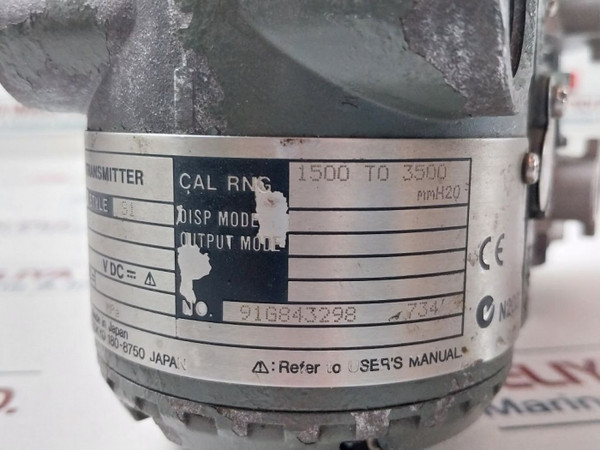 TRANSMITTER
STYLE S1
V DC ⎓ ⚠
CAL RNG 1500 TO 3500
mmH2O
DISP MODE
OUTPUT MODE
NO. 91G843298 734
in Japan
180-8750 JAPAN
⚠: Refer to USER'S MANUAL.
CE
N200